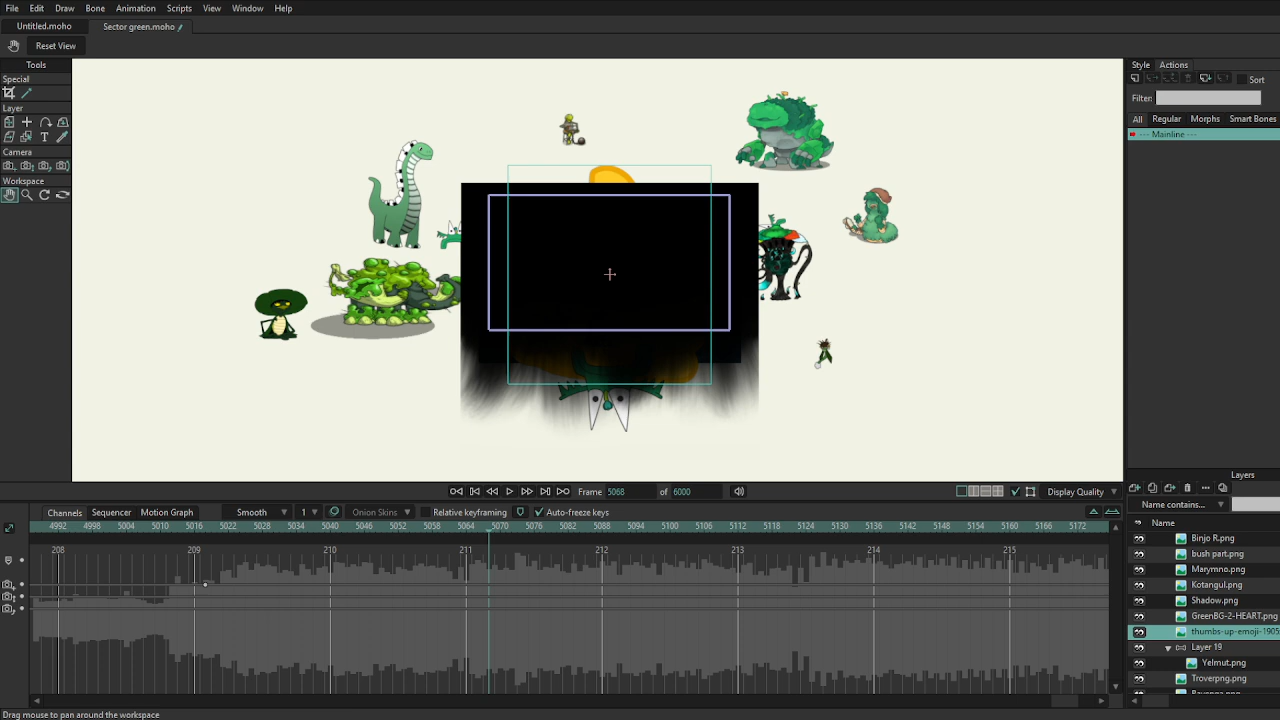 File Edit Draw Bone Animation Scripts View Window Help
Untitled.moho Sector green.moho
Reset View
Tools Style Actions
Special
Sort
Filter:
Layer
All Regular Morphs Smart Bones
--- Mainline ---
Camera
Workspace
Layers
Frame 5068 of 6000 Display Quality
Name contains...
Channels Sequencer Motion Graph Smooth 1 Onion Skins Relative keyframing Auto-freeze keys
Name
4992 4998 5004 5010 5016 5022 5028 5034 5040 5046 5052 5058 5064 5070 5076 5082 5088 5094 5100 5106 5112 5118 5124 5130 5136 5142 5148 5154 5160 5166 5172
208 209 210 211 212 213 214 215
Binjo R.png
bush part.png
Marymno.png
Kotangul.png
Shadow.png
GreenBG-2-HEART.png
thumbs-up-emoji-1905
Layer 19
Yelmut.png
Troverpng.png
Drag mouse to pan around the workspace